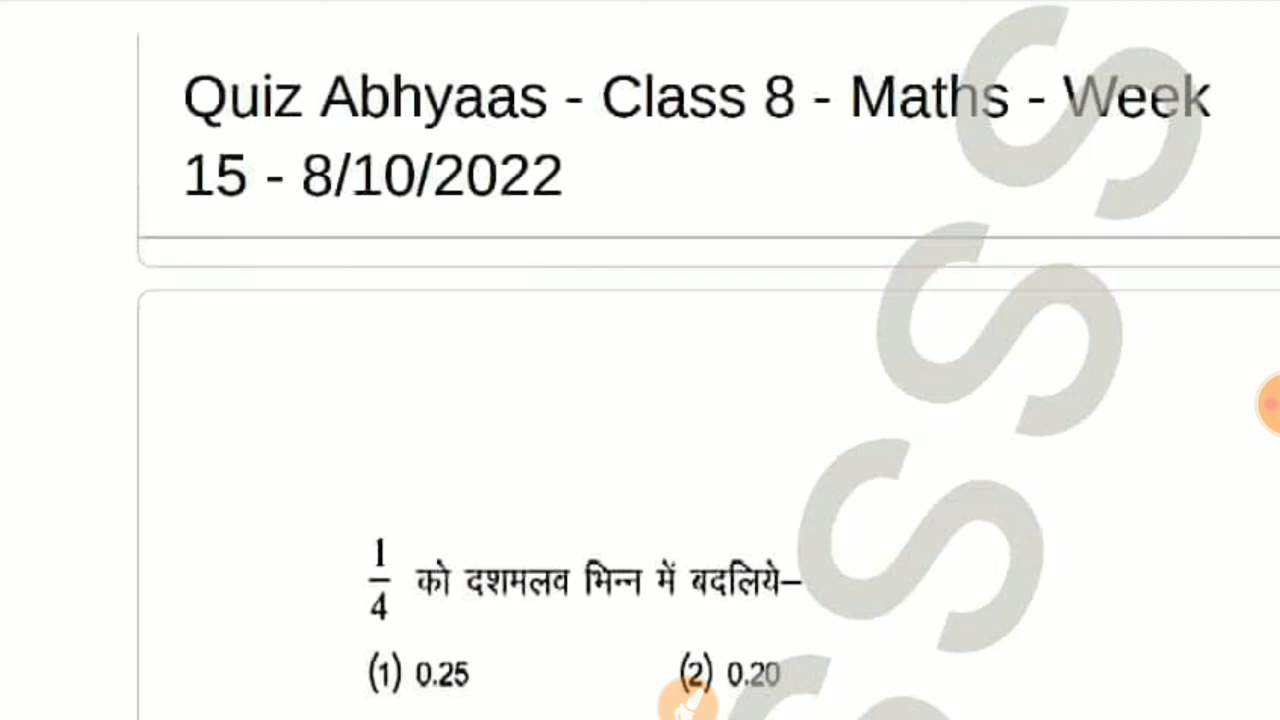 Quiz Abhyaas - Class 8 - Maths - Week
15 - 8/10/2022
1/4 को दशमलव भिन्न में बदलिये–
(1) 0.25 (2) 0.20
S S S S